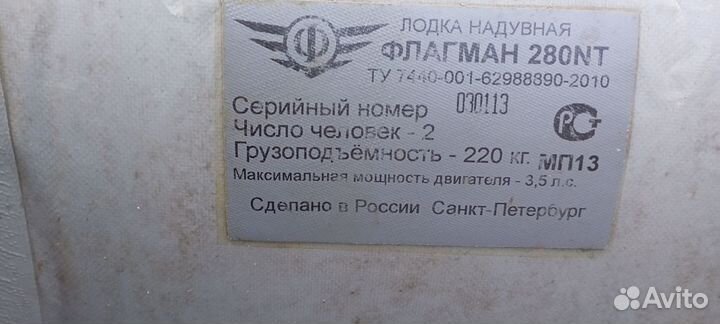 ЛОДКА НАДУВНАЯ
ФЛАГМАН 280NT
ТУ 7440-001-62988890-2010
Серийный номер 030113
Число человек - 2
Грузоподъёмность - 220 кг. МП13
Максимальная мощность двигателя - 3,5 л.с.
Сделано в России Санкт-Петербург
Avito